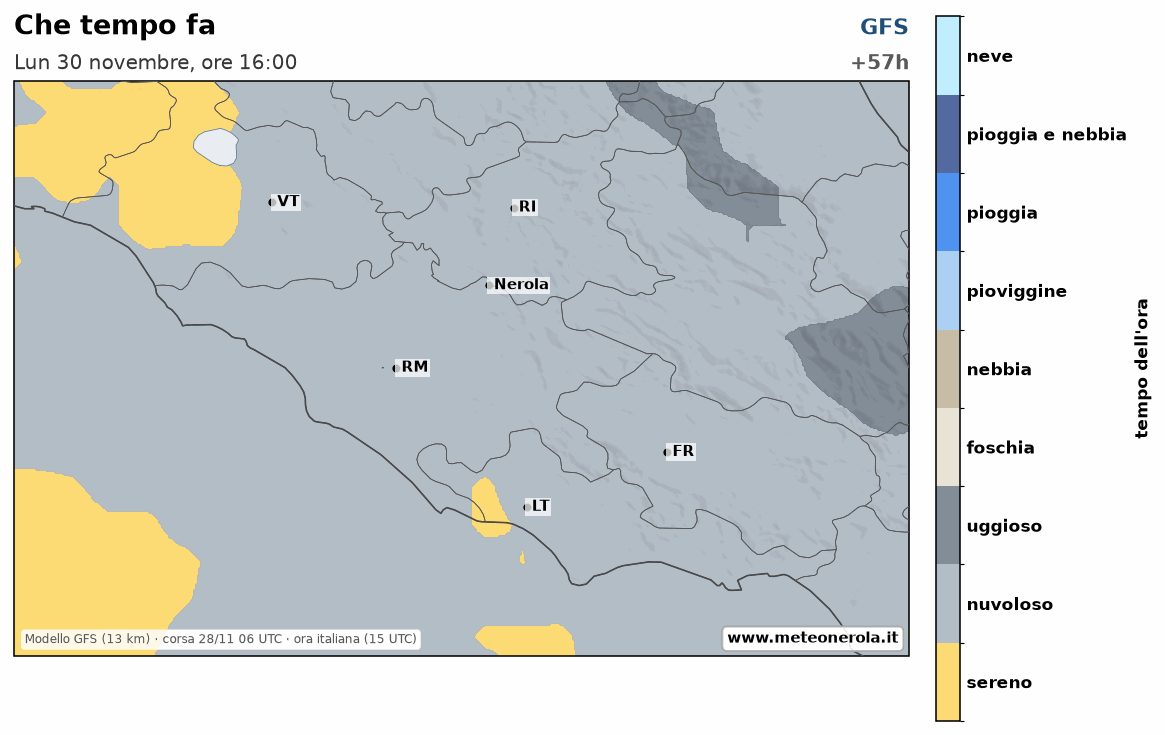 Che tempo fa
GFS
Lun 30 novembre, ore 16:00
+57h
VT
RI
Nerola
RM
FR
LT
Modello GFS (13 km) · corsa 28/11 06 UTC · ora italiana (15 UTC)
www.meteonerola.it
neve
pioggia e nebbia
pioggia
pioviggine
nebbia
foschia
uggioso
nuvoloso
sereno
tempo dell'ora